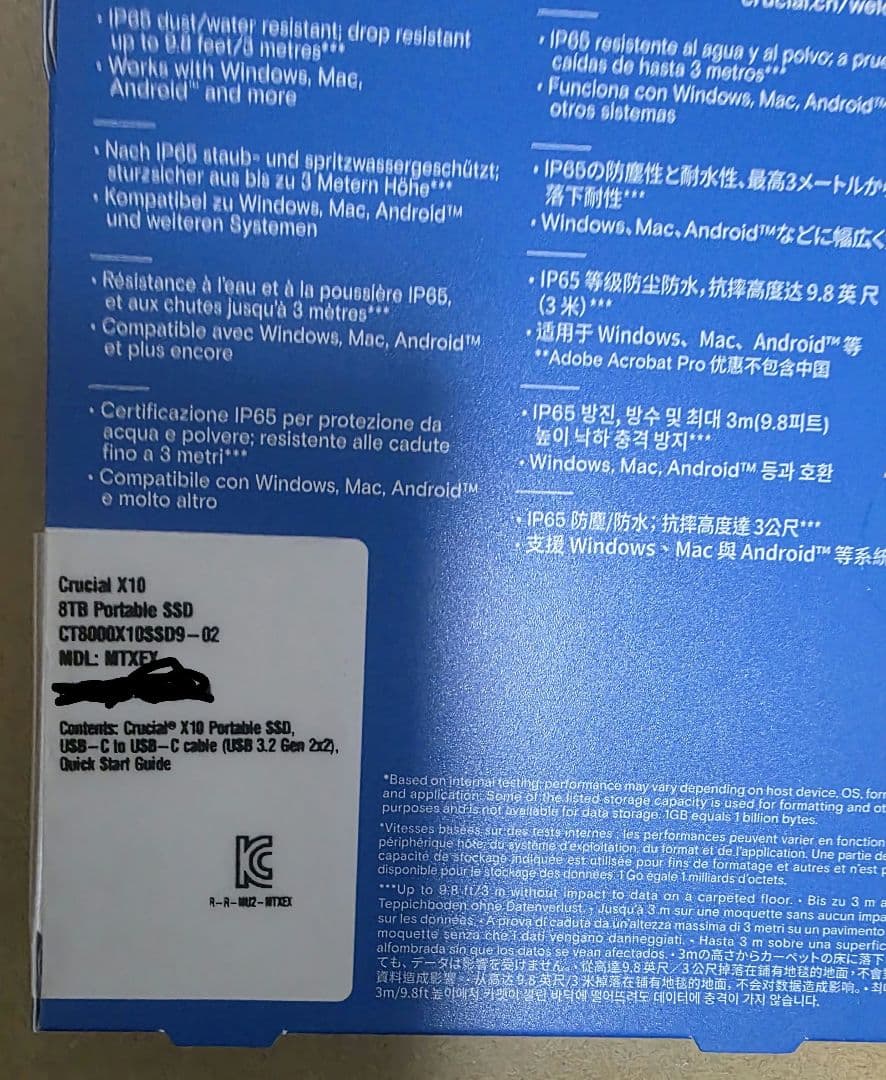 crucial.cn/wel
• IP65 dust/water resistant; drop resistant
up to 9.8 feet/3 metres***
• Works with Windows, Mac,
Android™ and more
• Nach IP65 staub- und spritzwassergeschützt;
sturzsicher aus bis zu 3 Metern Höhe***
• Kompatibel zu Windows, Mac, Android™
und weiteren Systemen
• Résistance à l'eau et à la poussière IP65,
et aux chutes jusqu'à 3 mètres***
• Compatible avec Windows, Mac, Android™
et plus encore
• Certificazione IP65 per protezione da
acqua e polvere; resistente alle cadute
fino a 3 metri***
• Compatibile con Windows, Mac, Android™
e molto altro
• IP65 resistente al agua y al polvo; a prue
caídas de hasta 3 metros***
• Funciona con Windows, Mac, Android™
otros sistemas
• IP65の防塵性と耐水性、最高3メートルか
落下耐性***
• Windows、Mac、Android™などに幅広く
• IP65 等级防尘防水，抗摔高度达 9.8 英尺
(3 米)***
• 适用于 Windows、Mac、Android™ 等
**Adobe Acrobat Pro 优惠不包含中国
• IP65 방진, 방수 및 최대 3m(9.8피트)
높이 낙하 충격 방지***
• Windows, Mac, Android™ 등과 호환
• IP65 防塵/防水；抗摔高度達 3公尺***
• 支援 Windows、Mac 與 Android™ 等系統
Crucial X10
8TB Portable SSD
CT8000X10SSD9-02
MDL: MTXEX
Contents: Crucial® X10 Portable SSD,
USB-C to USB-C cable (USB 3.2 Gen 2x2),
Quick Start Guide
R-R-MU2-MTXEX
*Based on internal testing; performance may vary depending on host device, OS, for
and application. Some of the listed storage capacity is used for formatting and ot
purposes and is not available for data storage. 1GB equals 1 billion bytes.
*Vitesses basées sur des tests internes ; les performances peuvent varier en fonction
périphérique hôte, du système d'exploitation, du format et de l'application. Une partie de
capacité de stockage indiquée est utilisée pour fins de formatage et autres et n'est p
disponible pour le stockage des données. 1 Go égale 1 milliards d'octets.
***Up to 9.8 ft/3 m without impact to data on a carpeted floor. • Bis zu 3 m a
Teppichboden ohne Datenverlust. • Jusqu'à 3 m sur une moquette sans aucun impa
sur les données. • A prova di caduta da un'altezza massima di 3 metri su un pavimento
moquette senza che i dati vengano danneggiati. • Hasta 3 m sobre una superfic
alfombrada sin que los datos se vean afectados. • 3mの高さからカーペットの床に落下
ても、データは影響を受けません。• 從高達 9.8 英尺／3 公尺掉落在鋪有地毯的地面，不會
資料造成影響。• 从高达 9.8 英尺/3 米掉落在铺有地毯的地面，不会对数据造成影响。• 최
3m/9.8ft 높이에서 카펫이 깔린 바닥에 떨어뜨려도 데이터에 충격이 가지 않습니다.